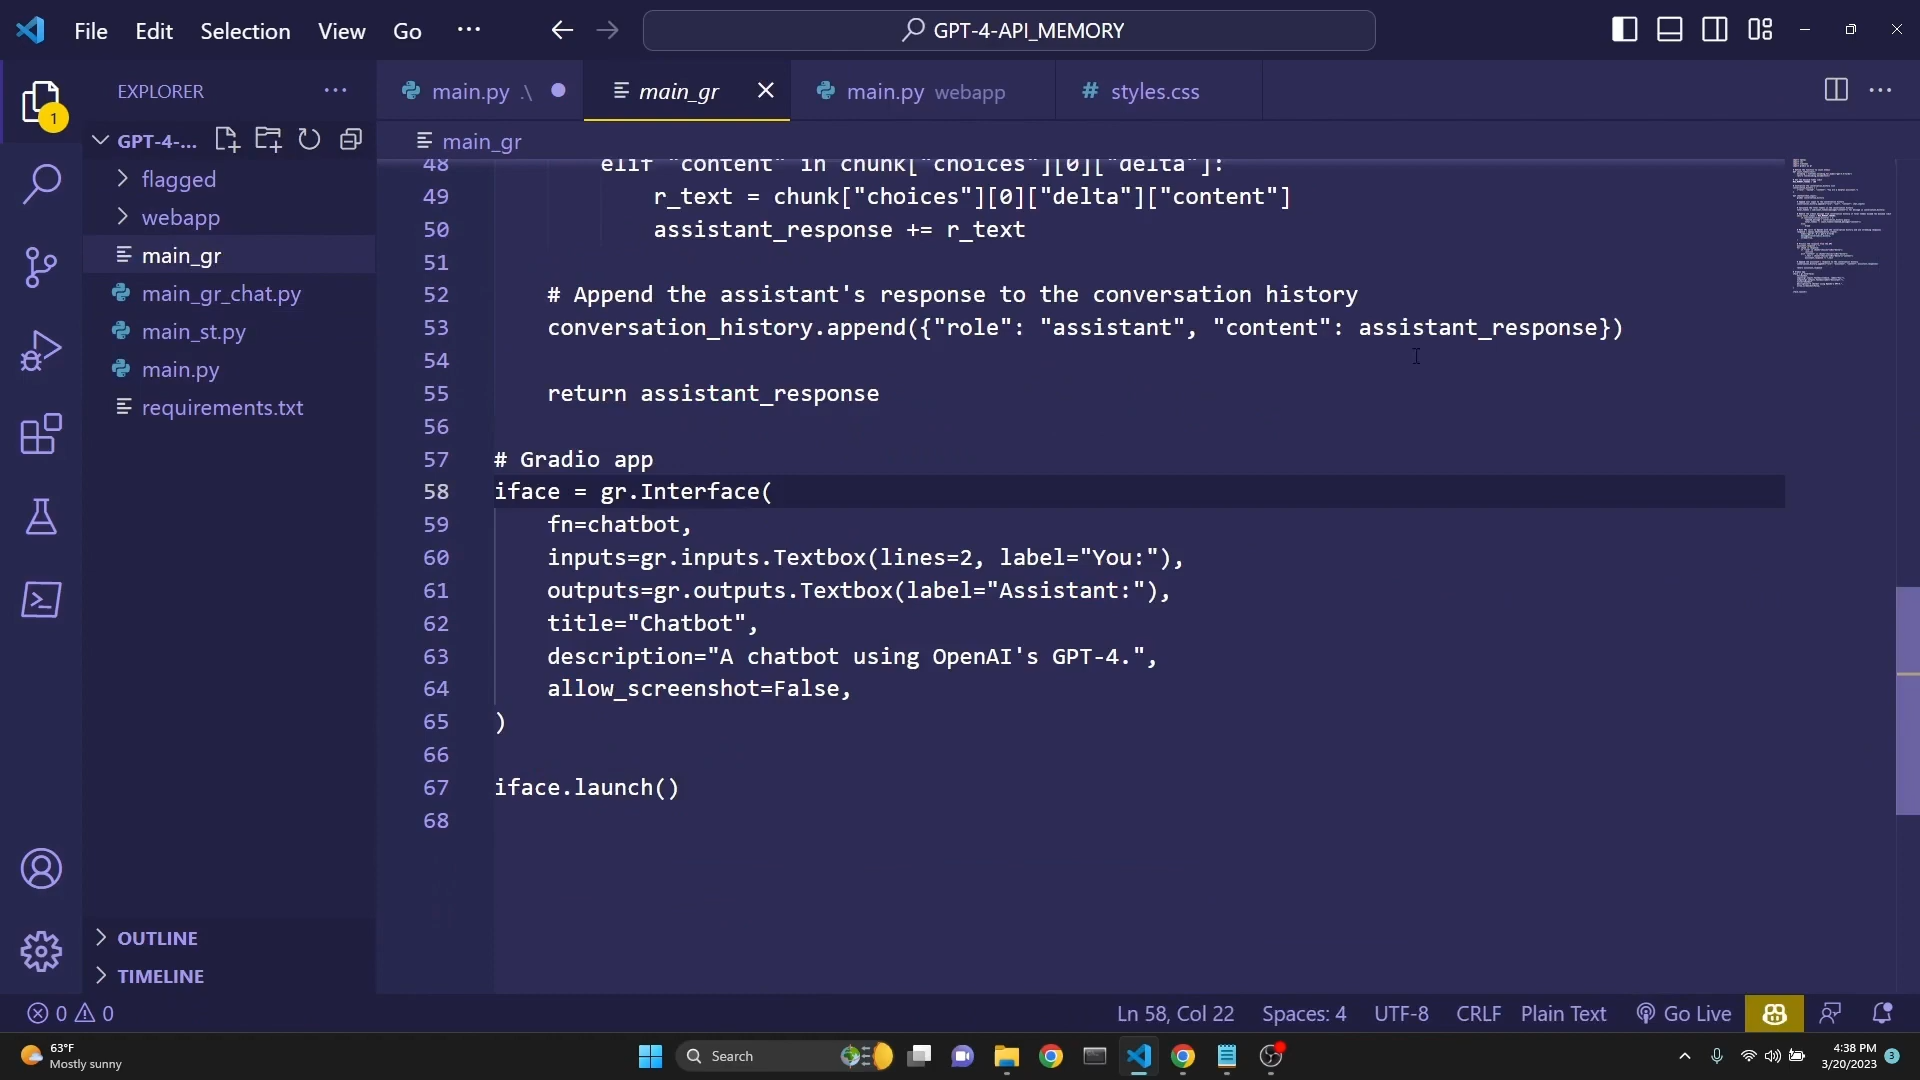 File Edit Selection View Go ··· GPT-4-API_MEMORY
EXPLORER ···
main.py .\ main_gr main.py webapp # styles.css ···
1
GPT-4-...
main_gr
flagged
webapp
main_gr
main_gr_chat.py
main_st.py
main.py
requirements.txt
48 elif "content" in chunk["choices"][0]["delta"]:
49 r_text = chunk["choices"][0]["delta"]["content"]
50 assistant_response += r_text
51
52 # Append the assistant's response to the conversation history
53 conversation_history.append({"role": "assistant", "content": assistant_response})
54
55 return assistant_response
56
57 # Gradio app
58 iface = gr.Interface(
59 fn=chatbot,
60 inputs=gr.inputs.Textbox(lines=2, label="You:"),
61 outputs=gr.outputs.Textbox(label="Assistant:"),
62 title="Chatbot",
63 description="A chatbot using OpenAI's GPT-4.",
64 allow_screenshot=False,
65 )
66
67 iface.launch()
68
OUTLINE
TIMELINE
0 0 Ln 58, Col 22 Spaces: 4 UTF-8 CRLF Plain Text Go Live
63°F
Mostly sunny
Search
4:38 PM
3/20/2023
3